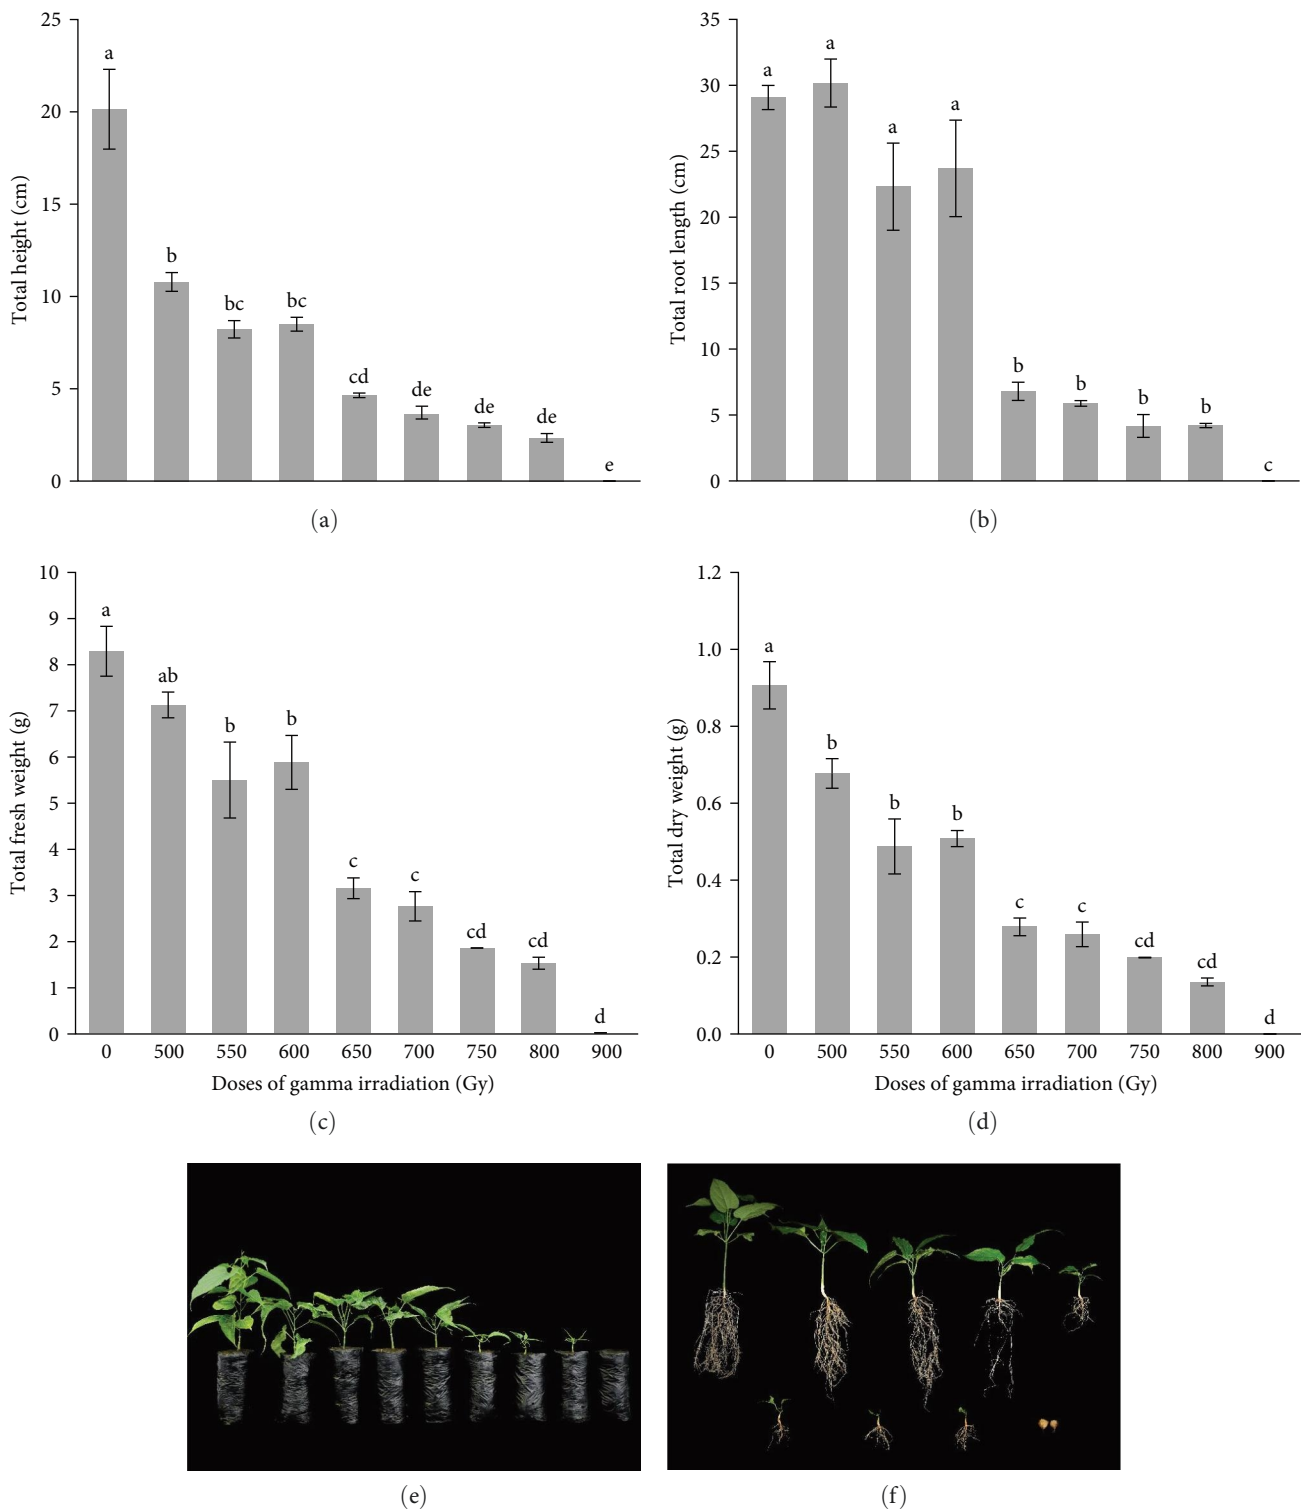 25
20
15
10
5
0
Total height (cm)
a
b
bc
bc
cd
de
de
de
e
(a)
35
30
25
20
15
10
5
0
Total root length (cm)
a
a
a
a
b
b
b
b
c
(b)
10
9
8
7
6
5
4
3
2
1
0
Total fresh weight (g)
a
ab
b
b
c
c
cd
cd
d
0 500 550 600 650 700 750 800 900
Doses of gamma irradiation (Gy)
(c)
1.2
1.0
0.8
0.6
0.4
0.2
0.0
Total dry weight (g)
a
b
b
b
c
c
cd
cd
d
0 500 550 600 650 700 750 800 900
Doses of gamma irradiation (Gy)
(d)
(e)
(f)